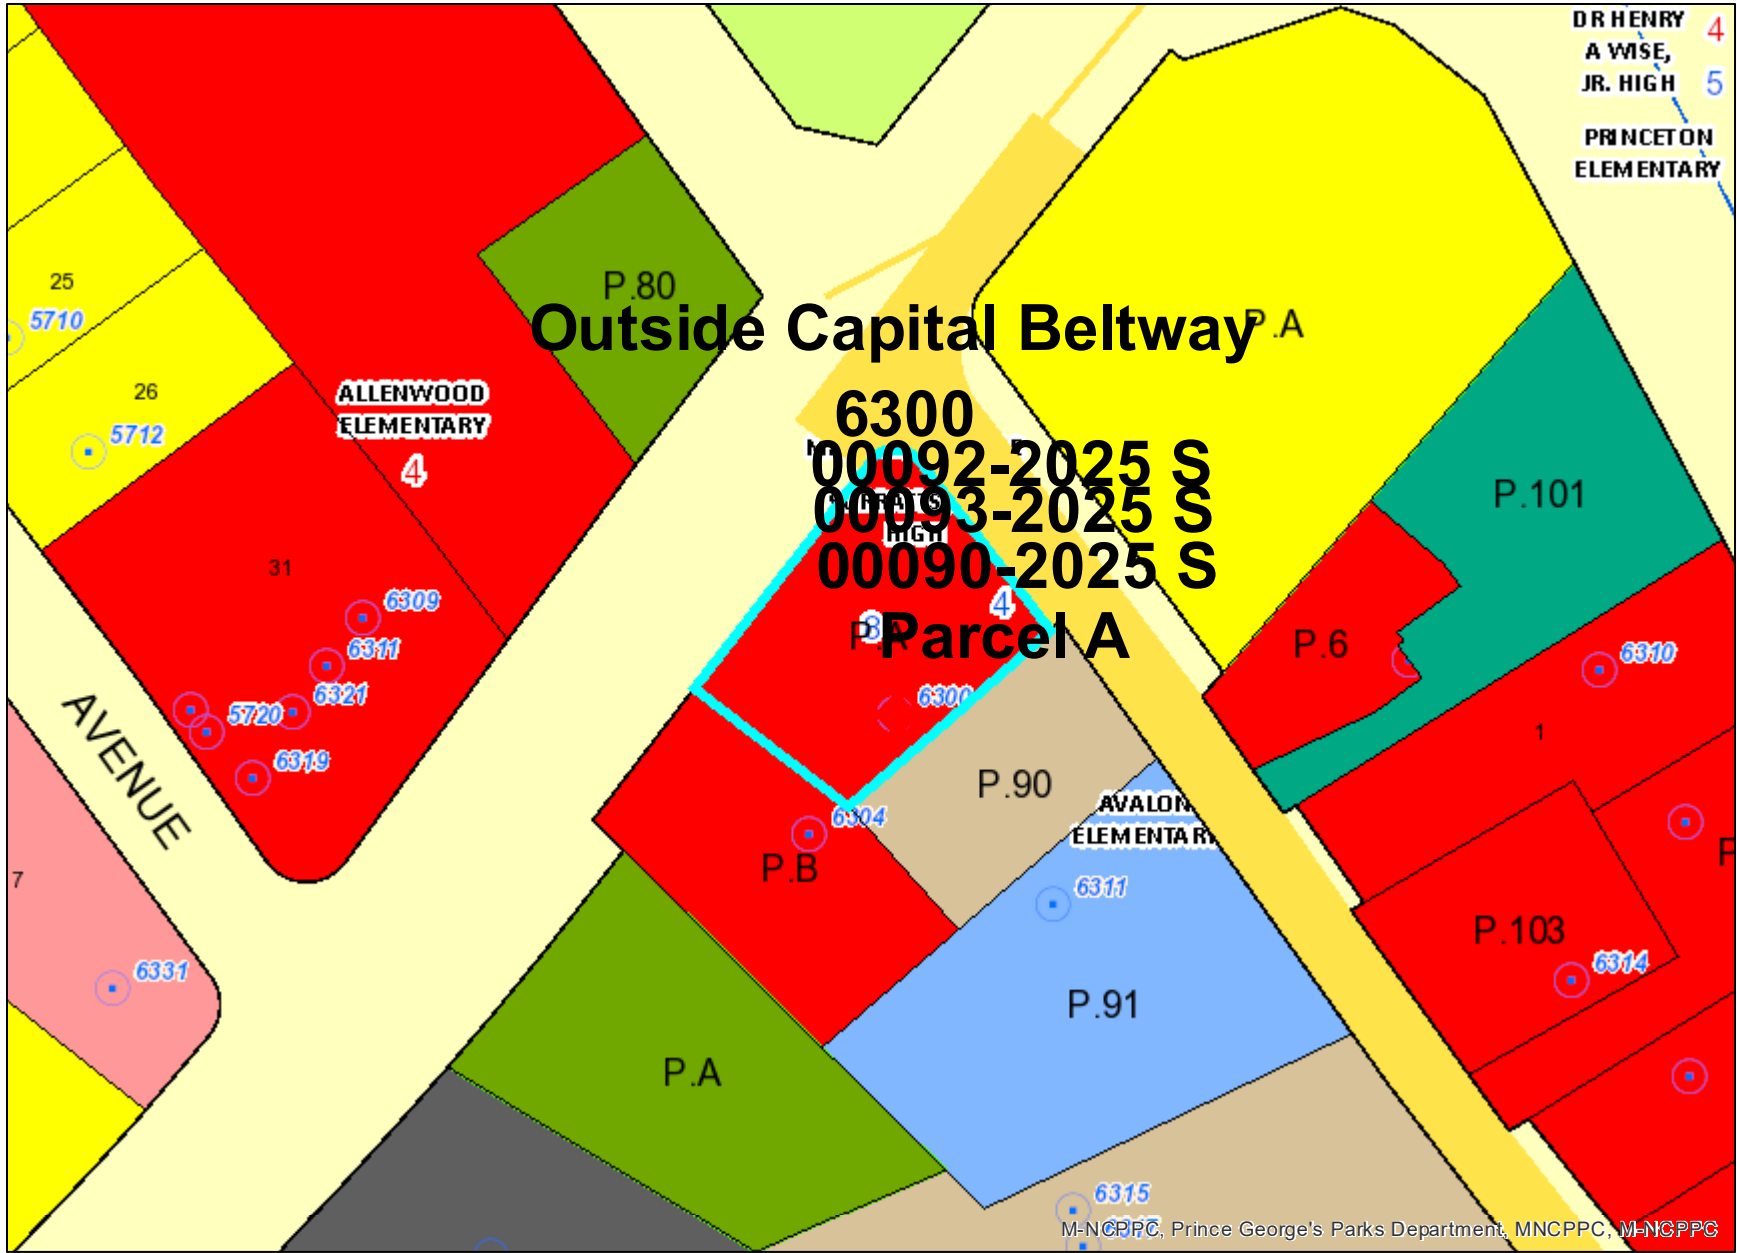 DR HENRY
A WISE,
JR. HIGH
4
5
PRINCETON
ELEMENTARY
P.80
25
5710
Outside Capital Beltway
P.A
26
5712
ALLENWOOD
ELEMENTARY
4
6300
00092-2025 S
00093-2025 S
HIGH
00090-2025 S
P.101
31
6309
4
8
P.A
Parcel A
P.6
6311
6310
6321
6300
5720
AVENUE
6319
1
P.90
6304
AVALON
ELEMENTARY
P.B
7
6311
P.103
6314
6331
P.91
P.A
6315
6317
M-NCPPC, Prince George's Parks Department, MNCPPC, M-NCPPC